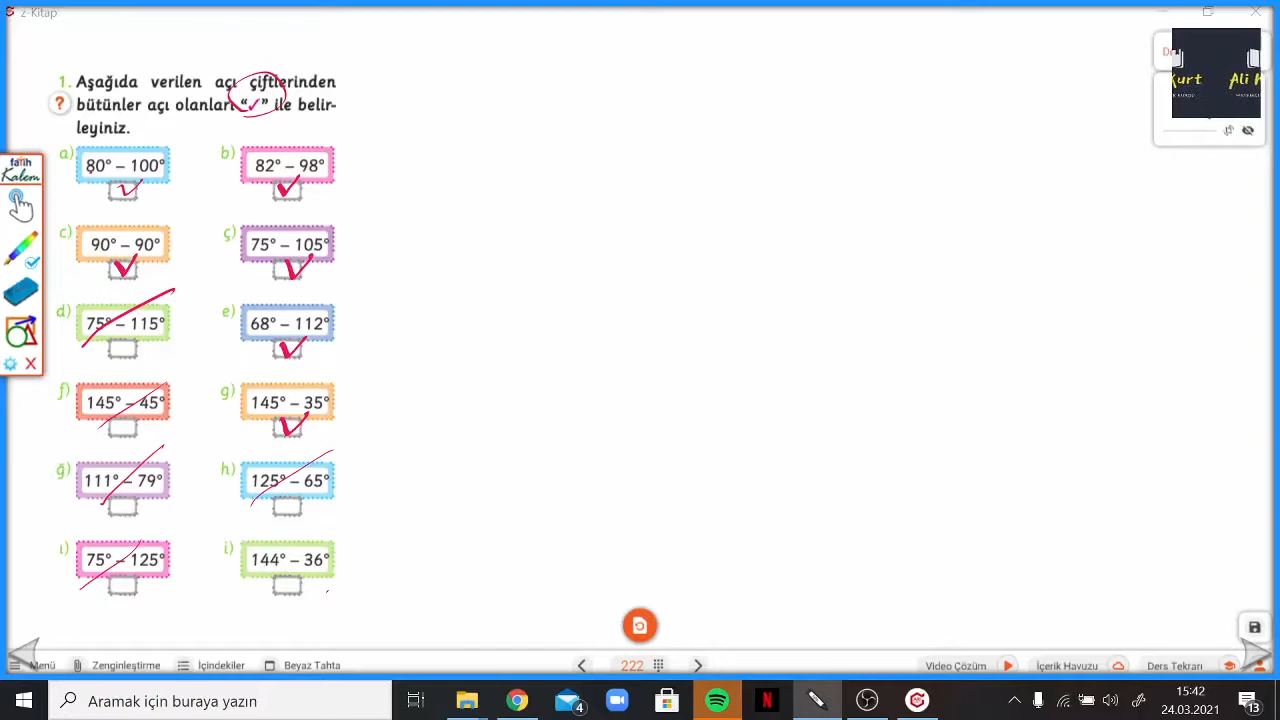 z-Kitap
1. Aşağıda verilen açı çiftlerinden
bütünler açı olanları “✓” ile belir-
leyiniz.
a) 80° – 100°
b) 82° – 98°
c) 90° – 90°
ç) 75° – 105°
d) 75° – 115°
e) 68° – 112°
f) 145° – 45°
g) 145° – 35°
ğ) 111° – 79°
h) 125° – 65°
ı) 75° – 125°
i) 144° – 36°
fatih
Kalem
Kurt
Ali
Menü
Zenginleştirme
İçindekiler
Beyaz Tahta
222
Video Çözüm
İçerik Havuzu
Ders Tekrarı
Aramak için buraya yazın
4
15:42
24.03.2021
13